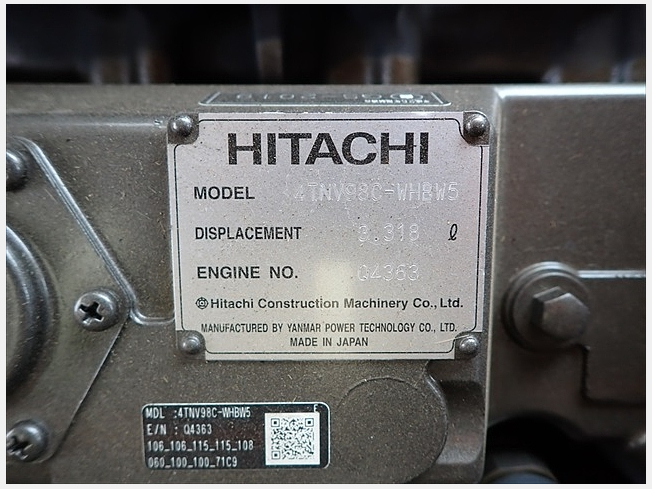 HITACHI
MODEL 4TNV98C-WHBW5
DISPLACEMENT 3.318 ℓ
ENGINE NO. Q4363
Hitachi Construction Machinery Co., Ltd.
MANUFACTURED BY YANMAR POWER TECHNOLOGY CO., LTD.
MADE IN JAPAN
MDL :4TNV98C-WHBW5 F
E/N : Q4363
106_106_115_115_108
060_100_100_71C9